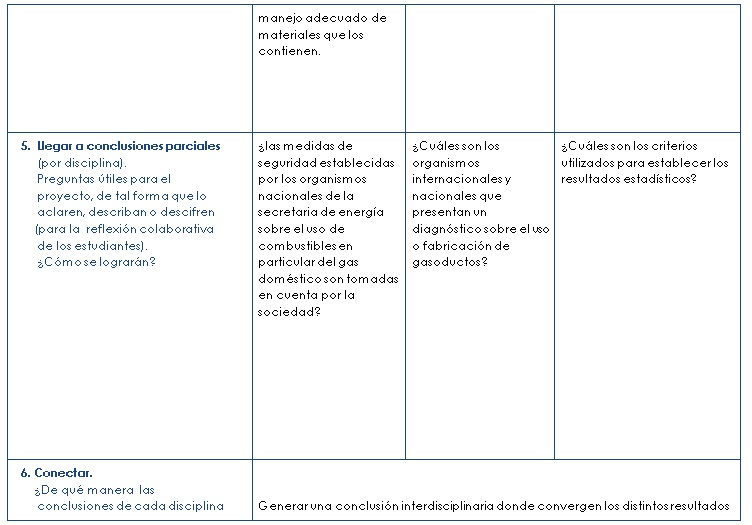 manejo adecuado de
materiales que los
contienen.
5. Llegar a conclusiones parciales
(por disciplina).
Preguntas útiles para el
proyecto, de tal forma que lo
aclaren, describan o descifren
(para la reflexión colaborativa
de los estudiantes).
¿Cómo se lograrán?
¿las medidas de
seguridad establecidas
por los organismos
nacionales de la
secretaria de energía
sobre el uso de
combustibles en
particular del gas
doméstico son tomadas
en cuenta por la
sociedad?
¿Cuáles son los
organismos
internacionales y
nacionales que
presentan un
diagnóstico sobre el uso
o fabricación de
gasoductos?
¿Cuáles son los criterios
utilizados para establecer los
resultados estadísticos?
6. Conectar.
¿De qué manera las
conclusiones de cada disciplina
Generar una conclusión interdisciplinaria donde convergen los distintos resultados